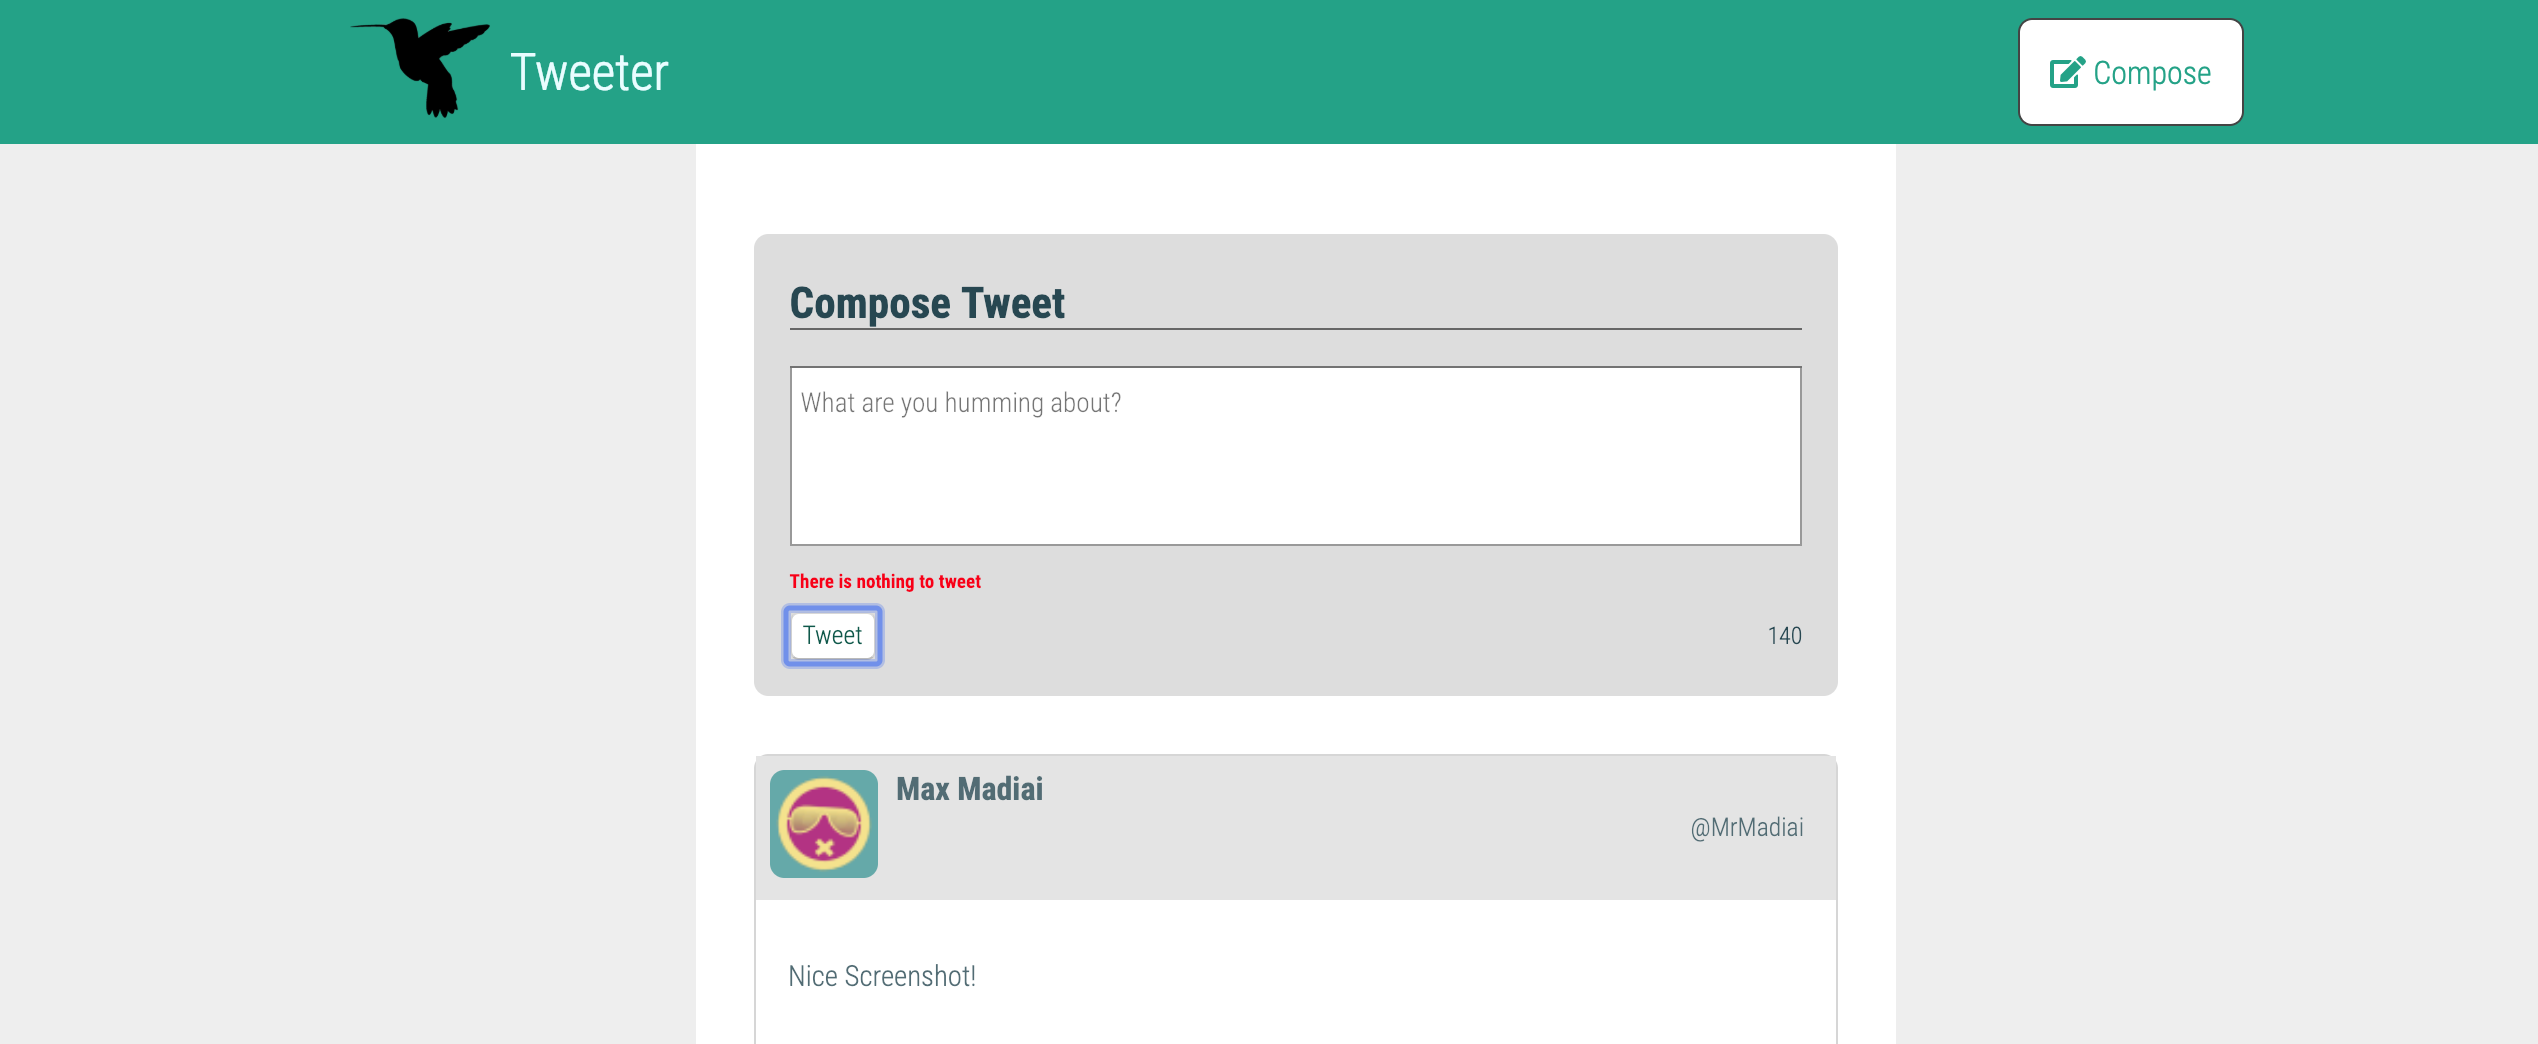 Tweeter
Compose
Compose Tweet
What are you humming about?
There is nothing to tweet
Tweet
140
Max Madiai
@MrMadiai
Nice Screenshot!